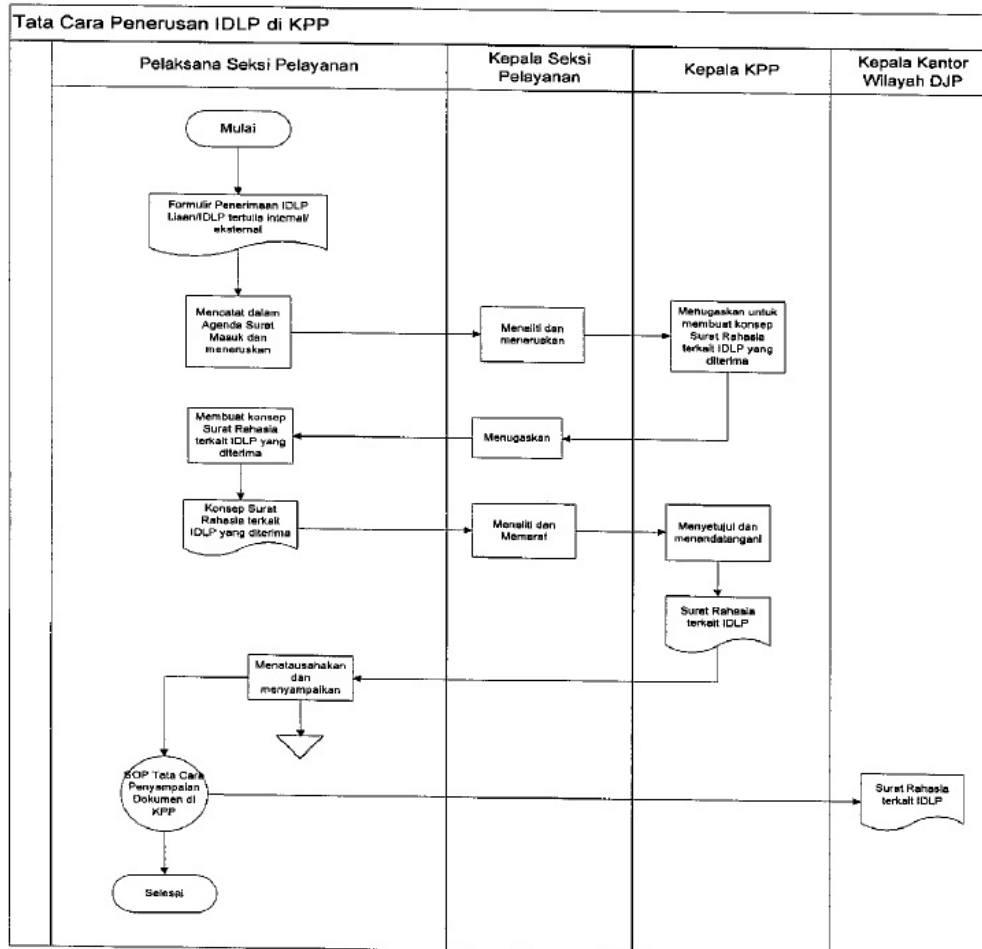 Tata Cara Penerusan IDLP di KPP
Pelaksana Seksi Pelayanan
Kepala Seksi
Pelayanan
Kepala KPP
Kepala Kantor
Wilayah DJP
Mulai
Formulir Penerimaan IDLP
Lisan/IDLP tertulis internal/
eksternal
Mencatat dalam
Agenda Surat
Masuk dan
meneruskan
Meneliti dan
meneruskan
Menugaskan untuk
membuat konsep
Surat Rahasia
terkait IDLP yang
diterima
Membuat konsep
Surat Rahasia
terkait IDLP yang
diterima
Menugaskan
Konsep Surat
Rahasia terkait
IDLP yang diterima
Meneliti dan
Memaraf
Menyetujui dan
menandatangani
Surat Rahasia
terkait IDLP
Menatausahakan
dan
menyampaikan
SOP Tata Cara
Penyampaian
Dokumen di
KPP
Surat Rahasia
terkait IDLP
Selesai